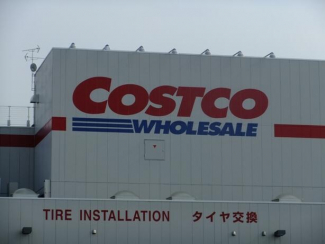 COSTCO
WHOLESALE
TIRE INSTALLATION タイヤ交換